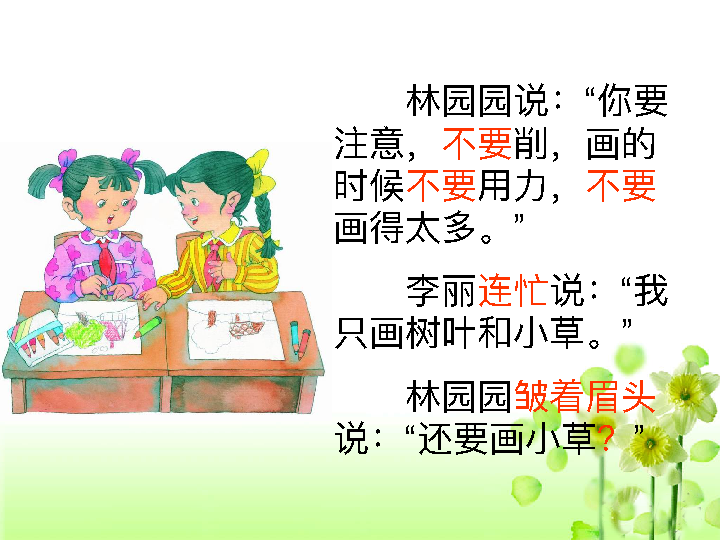 林园园说：“你要
注意，不要削，画的
时候不要用力，不要
画得太多。”
李丽连忙说：“我
只画树叶和小草。”
林园园皱着眉头
说：“还要画小草？”